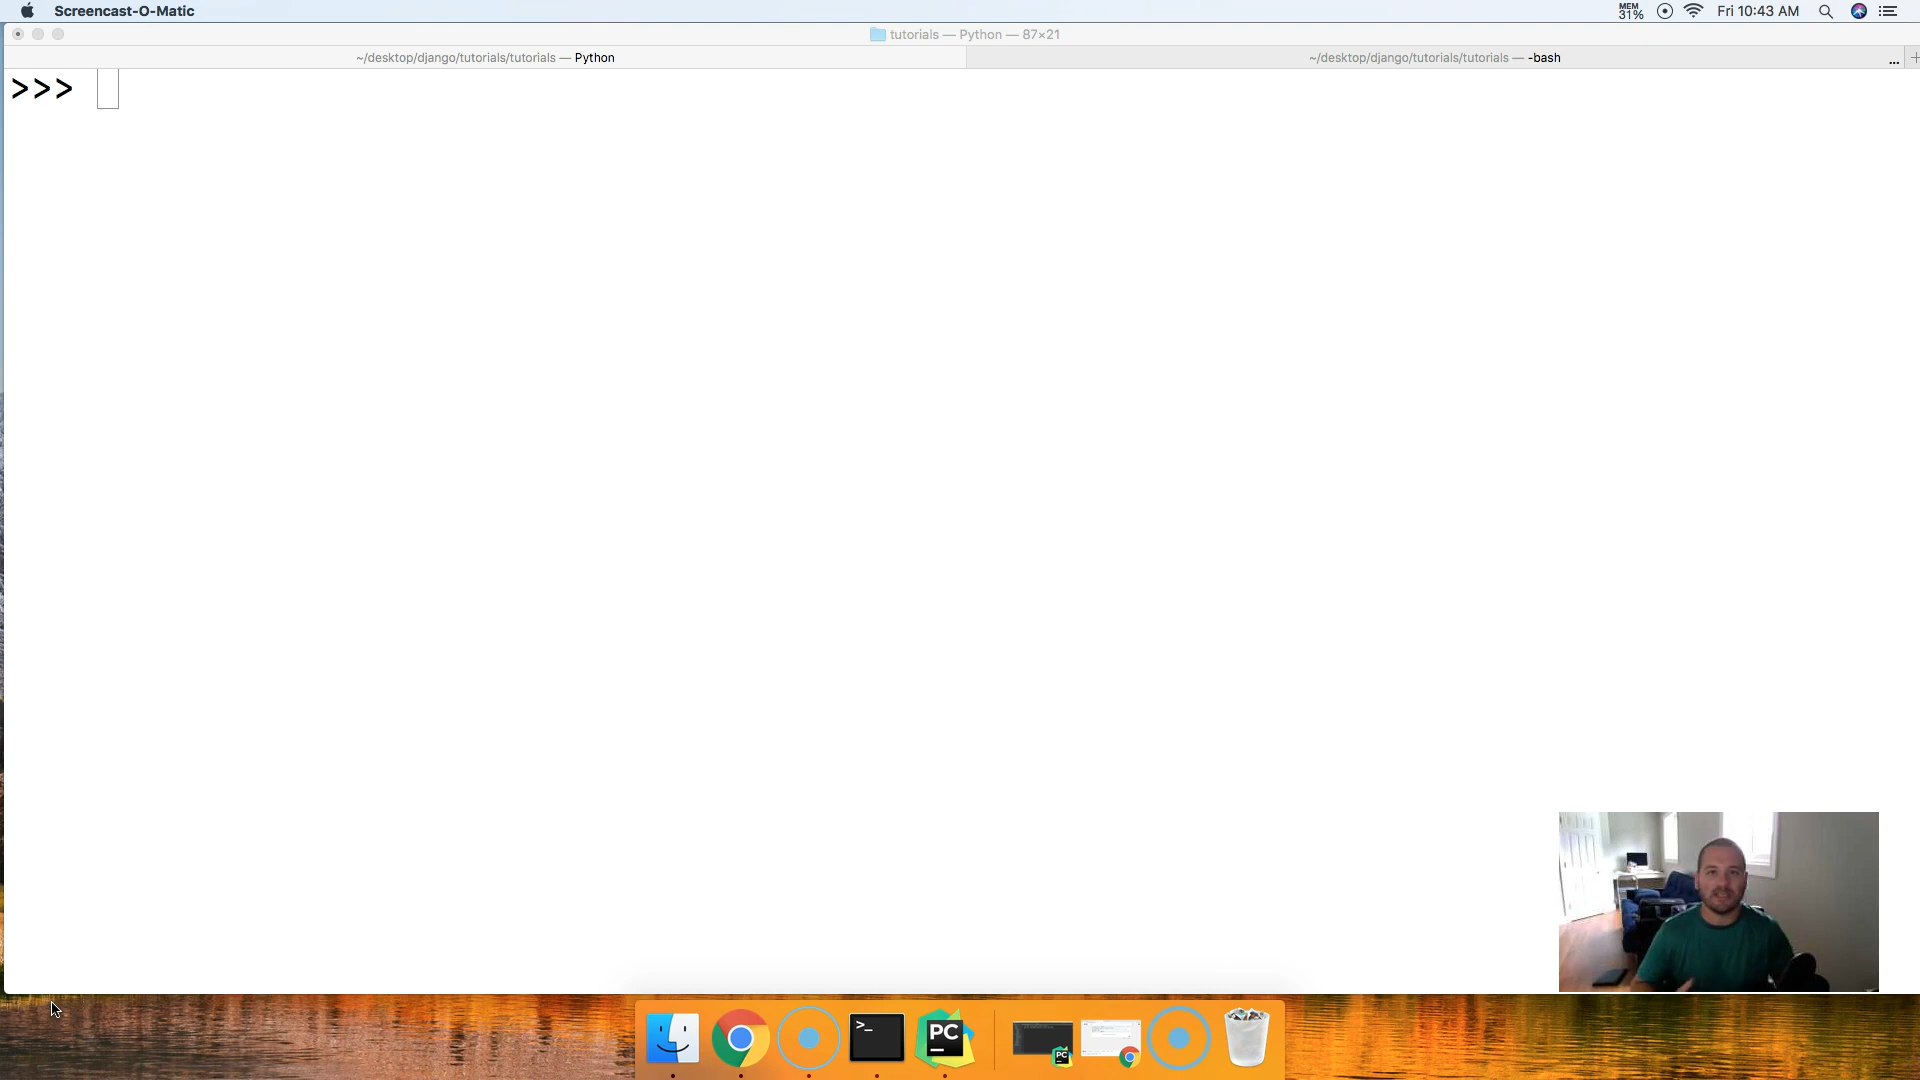 Screencast-O-Matic
MEM
31%
Fri 10:43 AM
tutorials — Python — 87×21
~/desktop/django/tutorials/tutorials — Python
~/desktop/django/tutorials/tutorials — -bash
...
+
>>>
>_
PC
PC